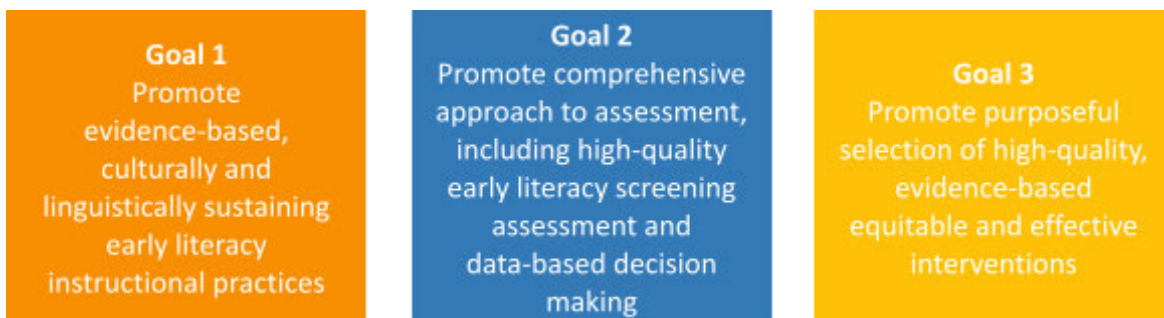 Goal 1
Promote
evidence-based,
culturally and
linguistically sustaining
early literacy
instructional practices
Goal 2
Promote comprehensive
approach to assessment,
including high-quality
early literacy screening
assessment and
data-based decision
making
Goal 3
Promote purposeful
selection of high-quality,
evidence-based
equitable and effective
interventions